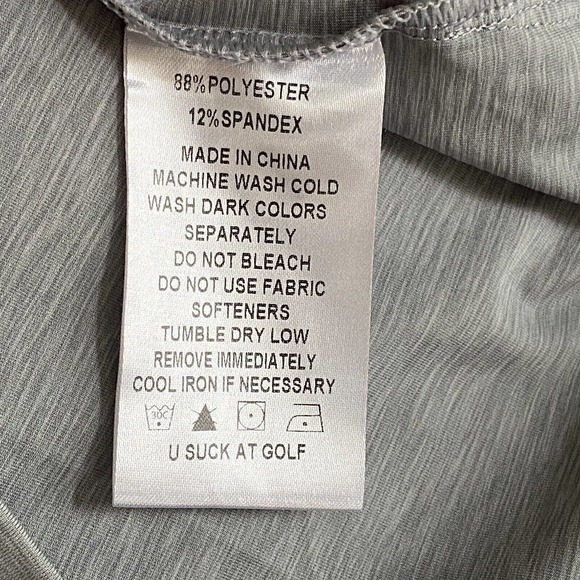 88%POLYESTER
12%SPANDEX
MADE IN CHINA
MACHINE WASH COLD
WASH DARK COLORS
SEPARATELY
DO NOT BLEACH
DO NOT USE FABRIC
SOFTENERS
TUMBLE DRY LOW
REMOVE IMMEDIATELY
COOL IRON IF NECESSARY
30C
U SUCK AT GOLF